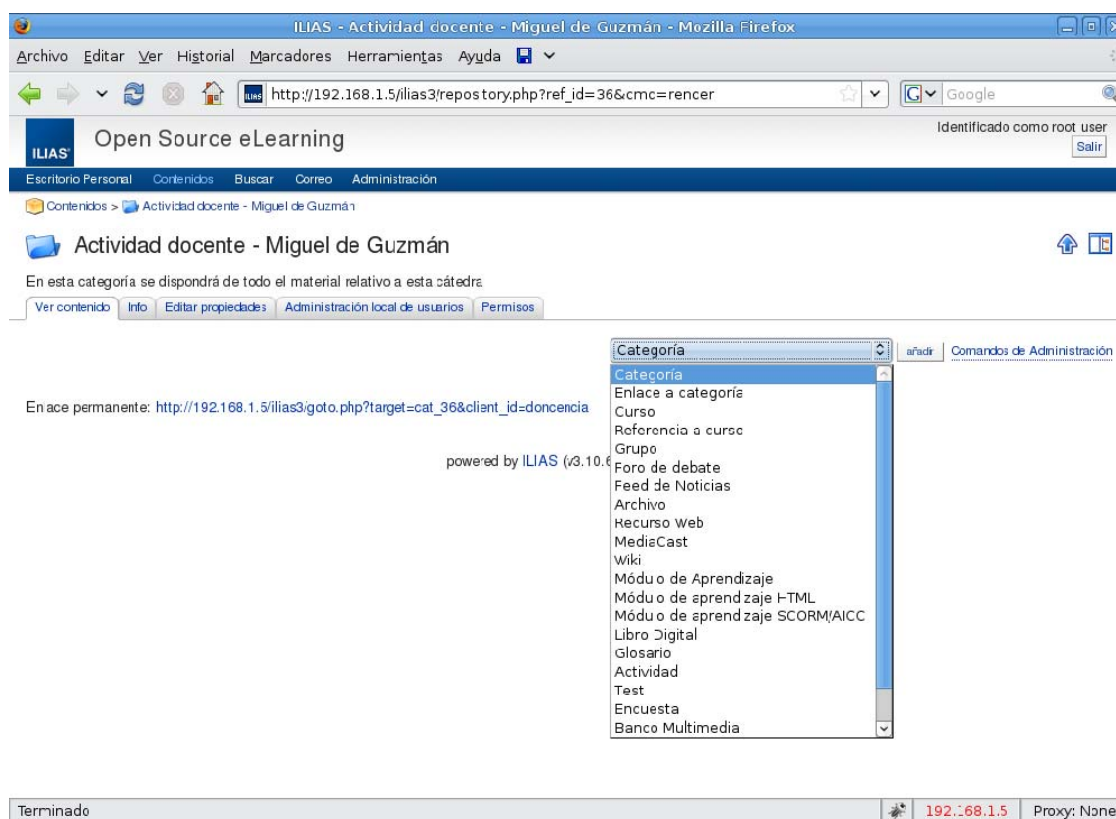 ILIAS - Actividad docente - Miguel de Guzmán - Mozilla Firefox
Archivo Editar Ver Historial Marcadores Herramientas Ayuda
ILIAS http://192.168.1.5/ilias3/repository.php?ref_id=36&cmc=rencer G Google
ILIAS Open Source eLearning Identificado como root user
Salir
Escritorio Personal Contenidos Buscar Correo Administración
Contenidos > Actividad docente - Miguel de Guzmán
Actividad docente - Miguel de Guzmán
En esta categoría se dispondrá de todo el material relativo a esta cátedra
Ver contenido Info Editar propiedades Administración local de usuarios Permisos
Categoría añadir Comandos de Administración
Categoría
Enlace a categoría
Enlace permanente: http://192.168.1.5/ilias3/goto.php?target=cat_36&client_id=doncencia Curso
Referencia a curso
Grupo
powered by ILIAS (v3.10.6
Foro de debate
Feed de Noticias
Archivo
Recurso Web
MediaCast
Wiki
Módulo de Aprendizaje
Módulo de aprendizaje HTML
Módulo de aprendizaje SCORM/AICC
Libro Digital
Glosario
Actividad
Test
Encuesta
Banco Multimedia
Terminado 192.168.1.5 Proxy: None